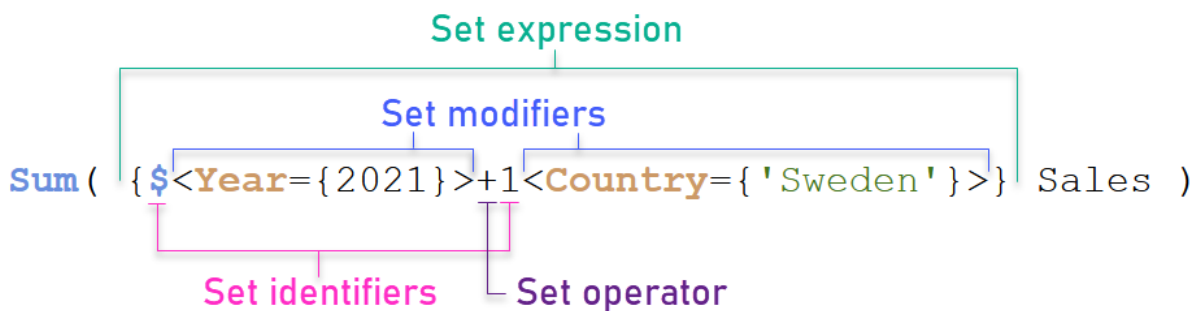 Set expression
Set modifiers
Sum( {$<Year={2021}>+1<Country={'Sweden'}>} Sales )
Set identifiers
Set operator